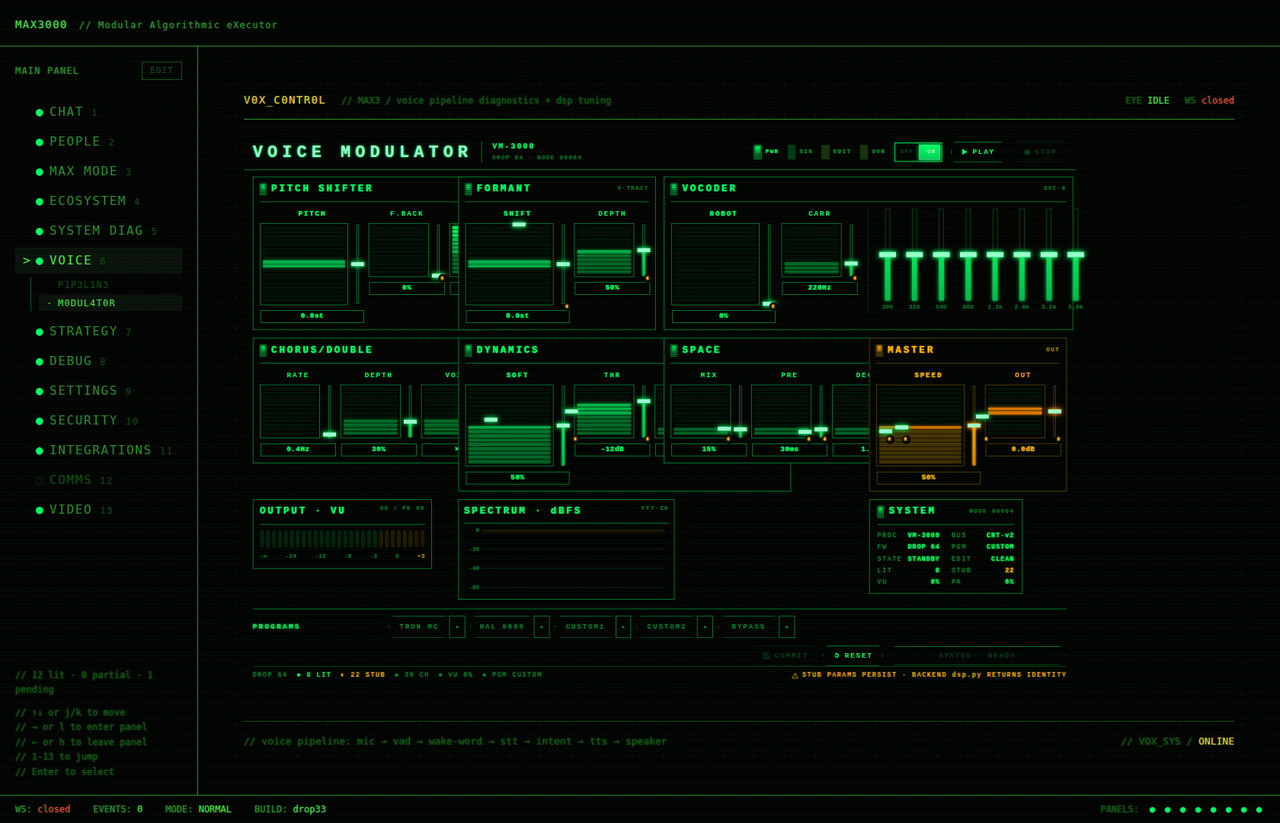 MAX3000 // Modular Algorithmic eXecutor
MAIN PANEL EDIT
CHAT 1
PEOPLE 2
MAX MODE 3
ECOSYSTEM 4
SYSTEM DIAG 5
> VOICE 6
P1P3L1N3
· M0DUL4T0R
STRATEGY 7
DEBUG 8
SETTINGS 9
SECURITY 10
INTEGRATIONS 11
COMMS 12
VIDEO 13
// 12 lit · 0 partial · 1
pending
// ↑↓ or j/k to move
// → or l to enter panel
// ← or h to leave panel
// 1-13 to jump
// Enter to select
V0X_C0NTR0L // MAX3 / voice pipeline diagnostics + dsp tuning
EYE IDLE WS closed
VOICE MODULATOR
VM-3000
DROP 64 · NODE 00064
PWR SIG EDIT OVR OFF ON ▶ PLAY ■ STOP
PITCH SHIFTER
PITCH F.BACK
0.0st 0%
FORMANT V-TRACT
SHIFT DEPTH
0.0st 50%
VOCODER SVC-8
ROBOT CARR
0% 220Hz
200 320 500 800 1.3k 2.0k 3.2k 5.0k
CHORUS/DOUBLE
RATE DEPTH VOI
0.4Hz 30%
DYNAMICS
SOFT THR
50% -12dB
SPACE
MIX PRE DEC
15% 30ms 1.
MASTER OUT
SPEED OUT
50% 0.0dB
OUTPUT · VU 00 / PK 00
-∞ -24 -12 -6 -3 0 +3
SPECTRUM · dBFS FFT-20
0
-20
-40
-60
SYSTEM NODE 00064
PROC VM-3000 BUS CRT-v2
FW DROP 64 PGM CUSTOM
STATE STANDBY EDIT CLEAN
LIT 8 STUB 22
VU 0% PK 0%
PROGRAMS TRON MC HAL 9000 CUSTOM1 CUSTOM2 BYPASS
COMMIT RESET STATUS · READY
DROP 64 8 LIT 22 STUB 30 CH VU 0% PGM CUSTOM
⚠ STUB PARAMS PERSIST · BACKEND dsp.py RETURNS IDENTITY
// voice pipeline: mic → vad → wake-word → stt → intent → tts → speaker
// VOX_SYS / ONLINE
WS: closed EVENTS: 0 MODE: NORMAL BUILD: drop33
PANELS: